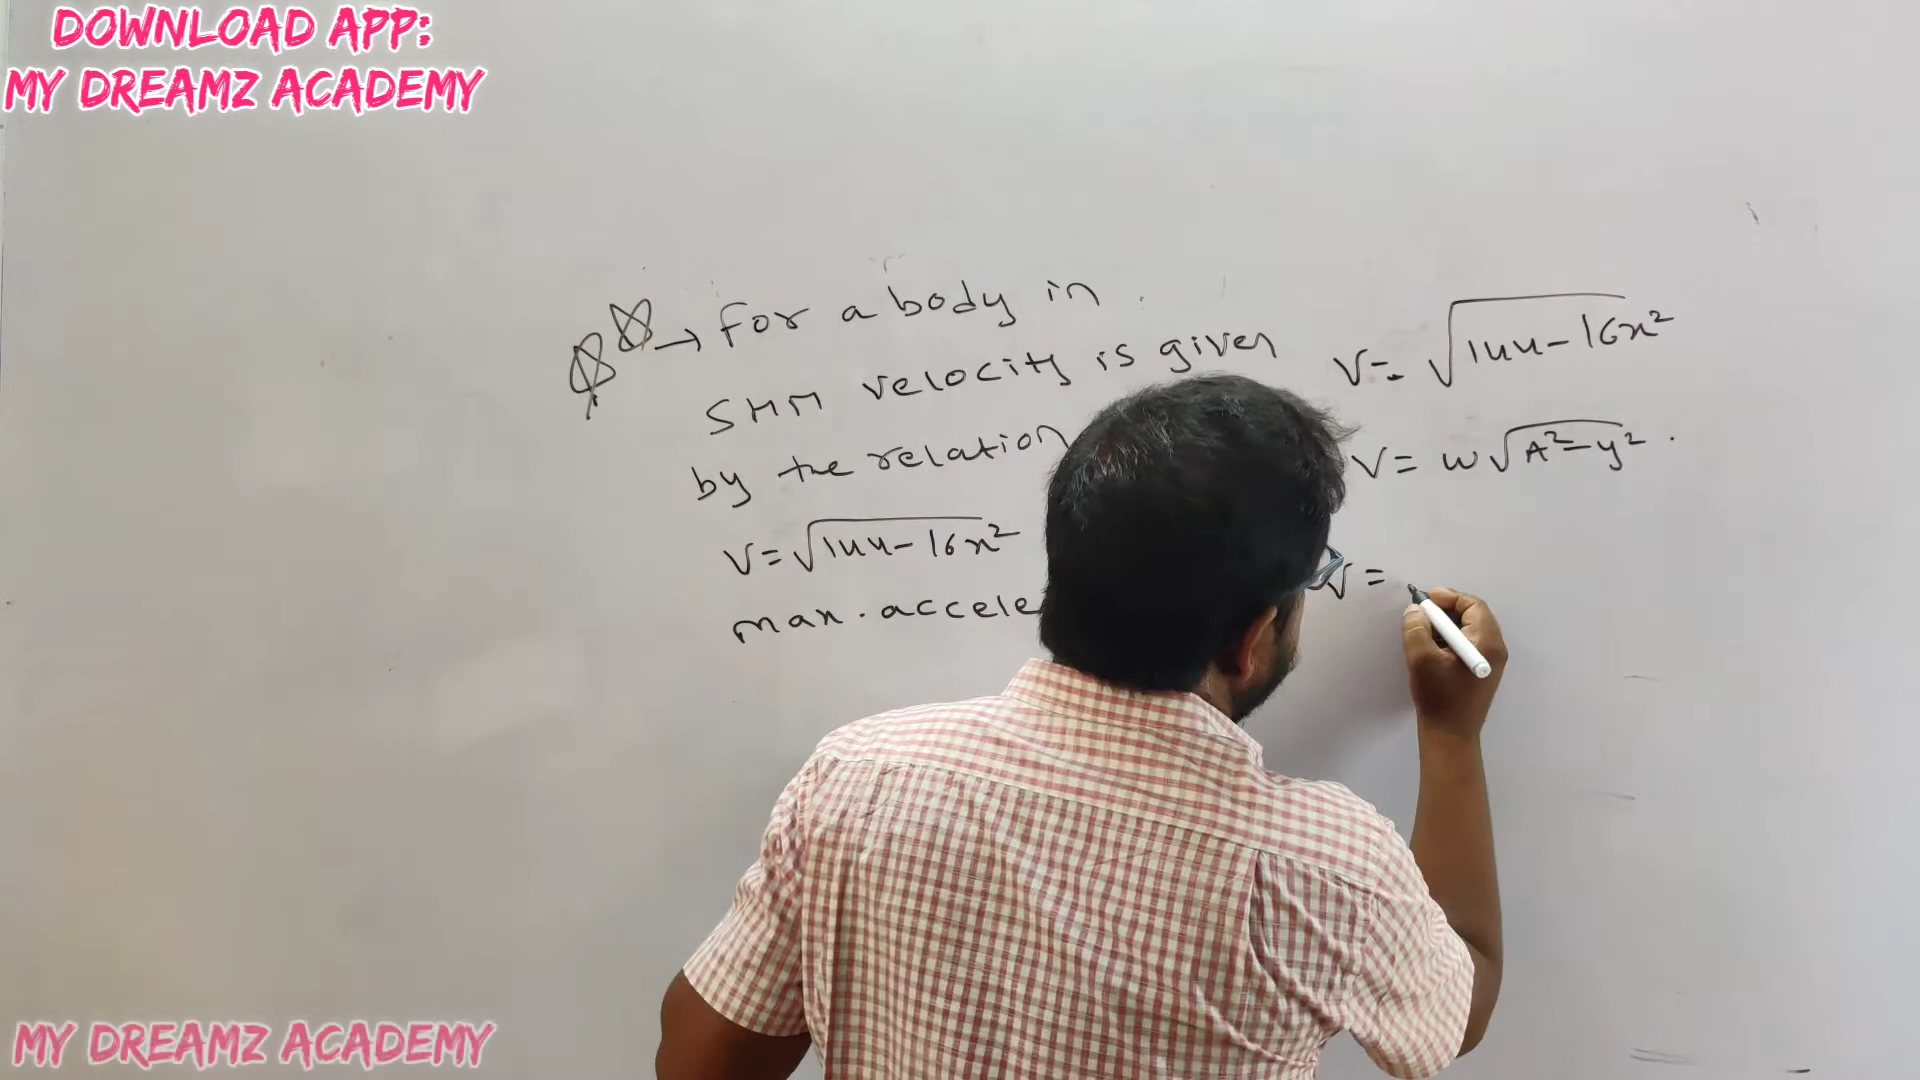 DOWNLOAD APP:
MY DREAMZ ACADEMY
→ For a body in
SHM velocity is given
by the relation
V=√144-16x²
max. accele
V= √144-16x²
V= w√A²-y².
V=
MY DREAMZ ACADEMY